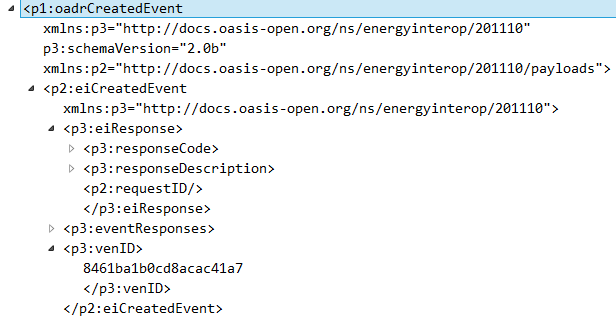 <p1:oadrCreatedEvent
xmlns:p3="http://docs.oasis-open.org/ns/energyinterop/201110"
p3:schemaVersion="2.0b"
xmlns:p2="http://docs.oasis-open.org/ns/energyinterop/201110/payloads">
<p2:eiCreatedEvent
xmlns:p3="http://docs.oasis-open.org/ns/energyinterop/201110">
<p3:eiResponse>
<p3:responseCode>
<p3:responseDescription>
<p2:requestID/>
</p3:eiResponse>
<p3:eventResponses>
<p3:venID>
8461ba1b0cd8acac41a7
</p3:venID>
</p2:eiCreatedEvent>